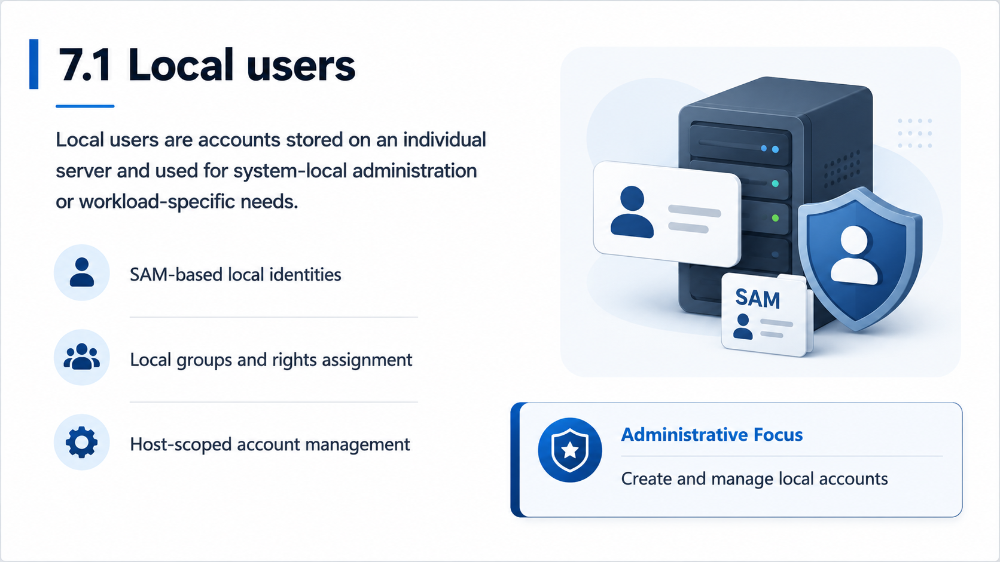 7.1 Local users
Local users are accounts stored on an individual
server and used for system-local administration
or workload-specific needs.
SAM-based local identities
Local groups and rights assignment
Host-scoped account management
SAM
Administrative Focus
Create and manage local accounts